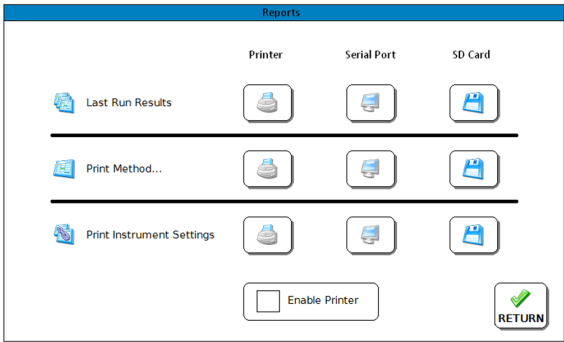 Reports
Printer Serial Port SD Card
Last Run Results
Print Method...
Print Instrument Settings
Enable Printer
RETURN